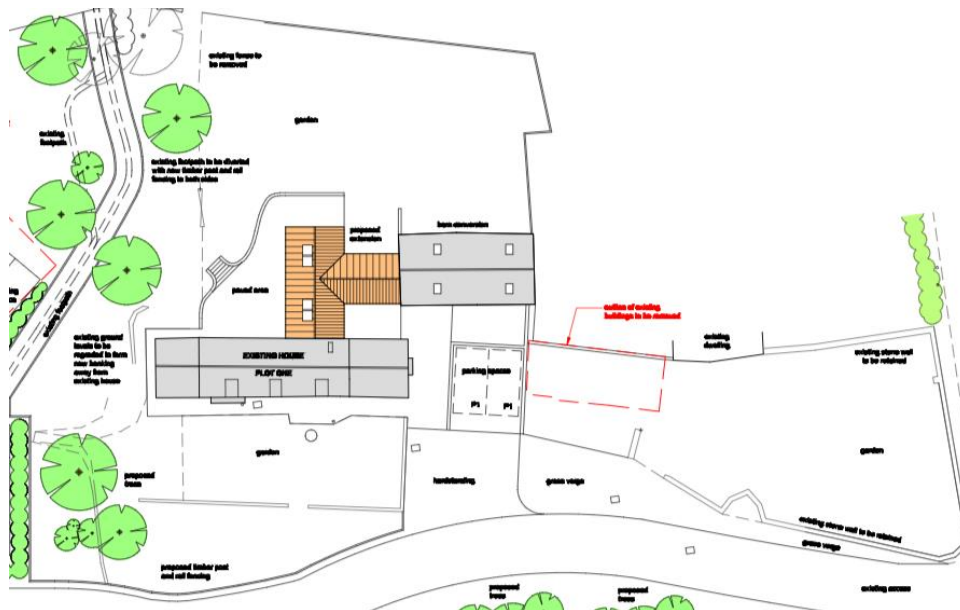 existing fence to
be removed
garden
existing
footpath
existing footpath to be diverted
with new timber post and rail
fencing to both sides
proposed
extension
barn conversion
paved area
existing footpath
outline of existing
buildings to be removed
existing
dwelling
existing ground
levels to be
regraded to form
new banking
away from
existing house
EXISTING HOUSE
PLOT ONE
parking spaces
P1
P1
existing stone wall
to be retained
garden
garden
proposed
trees
hardstanding
grass verge
existing stone wall to be retained
grass verge
proposed timber post
and rail fencing
proposed
trees
proposed
trees
existing access